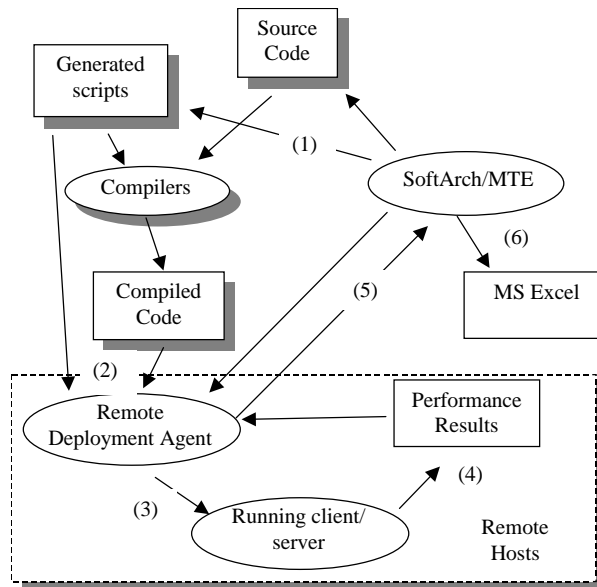 Source
Code
Generated
scripts
(1)
Compilers
SoftArch/MTE
(6)
Compiled
Code
(5)
MS Excel
(2)
Remote
Deployment Agent
Performance
Results
(3)
(4)
Running client/
server
Remote
Hosts